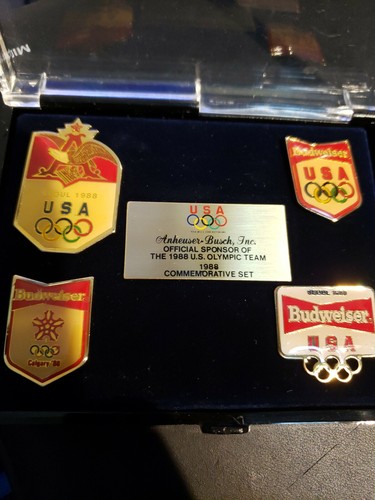 SEOUL 1988
USA
Budweiser
USA
USA
Anheuser-Busch, Inc.
OFFICIAL SPONSOR OF
THE 1988 U.S. OLYMPIC TEAM
1988
COMMEMORATIVE SET
Budweiser
Calgary '88
Budweiser
USA